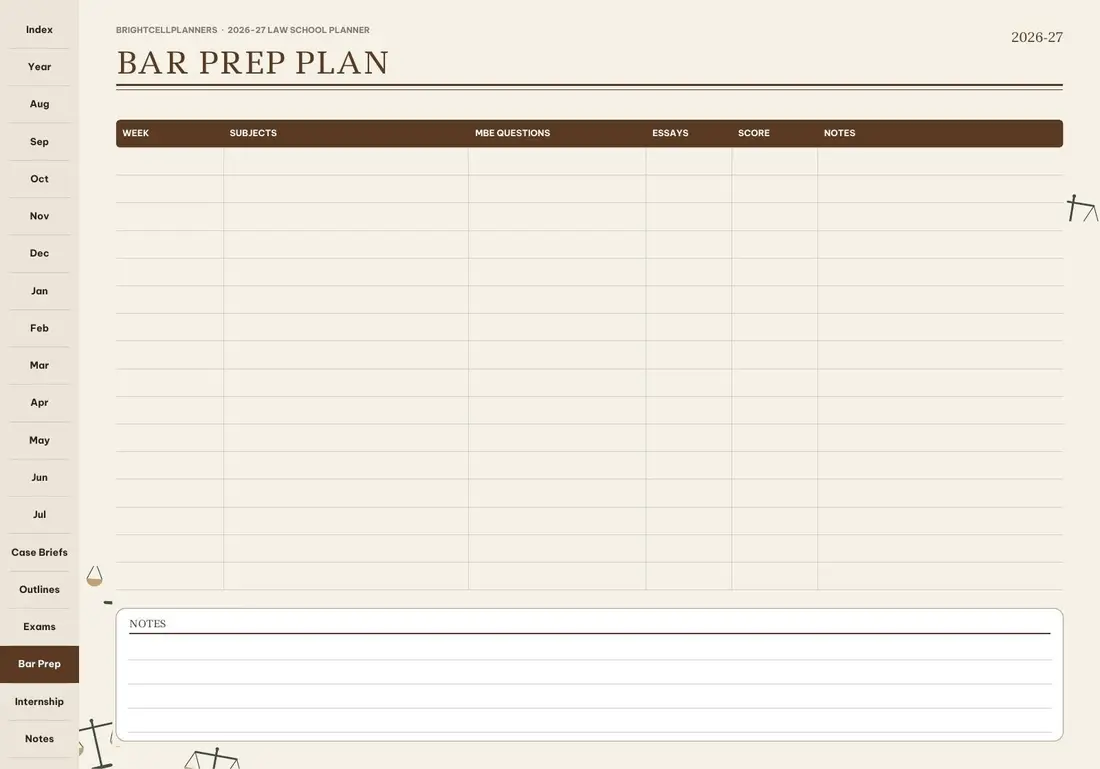 Index
Year
Aug
Sep
Oct
Nov
Dec
Jan
Feb
Mar
Apr
May
Jun
Jul
Case Briefs
Outlines
Exams
Bar Prep
Internship
Notes
BRIGHTCELLPLANNERS · 2026-27 LAW SCHOOL PLANNER
BAR PREP PLAN
2026-27
WEEK SUBJECTS MBE QUESTIONS ESSAYS SCORE NOTES
NOTES